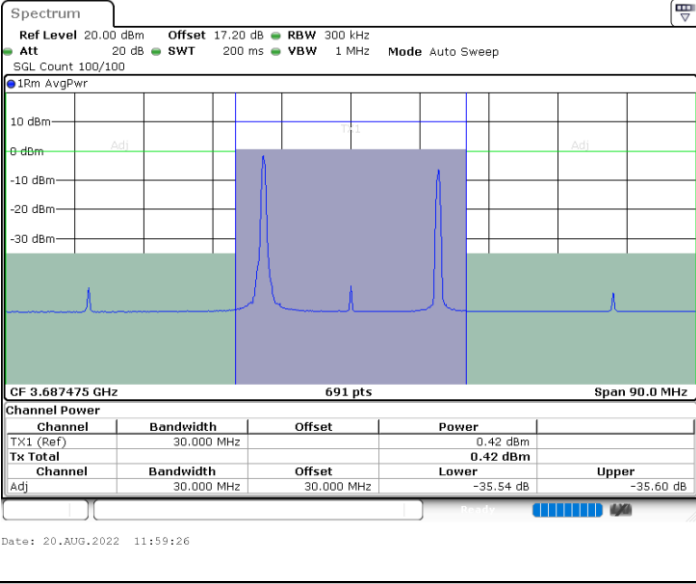 Spectrum
Ref Level 20.00 dBm Offset 17.20 dB RBW 300 kHz
Att 20 dB SWT 200 ms VBW 1 MHz Mode Auto Sweep
SGL Count 100/100
1Rm AvgPwr
10 dBm
TX1
Adj
Adj
0 dBm
-10 dBm
-20 dBm
-30 dBm
CF 3.687475 GHz 691 pts Span 90.0 MHz
Channel Power
Channel Bandwidth Offset Power
TX1 (Ref) 30.000 MHz 0.42 dBm
Tx Total 0.42 dBm
Channel Bandwidth Offset Lower Upper
Adj 30.000 MHz 30.000 MHz -35.54 dB -35.60 dB
Ready
Date: 20.AUG.2022 11:59:26